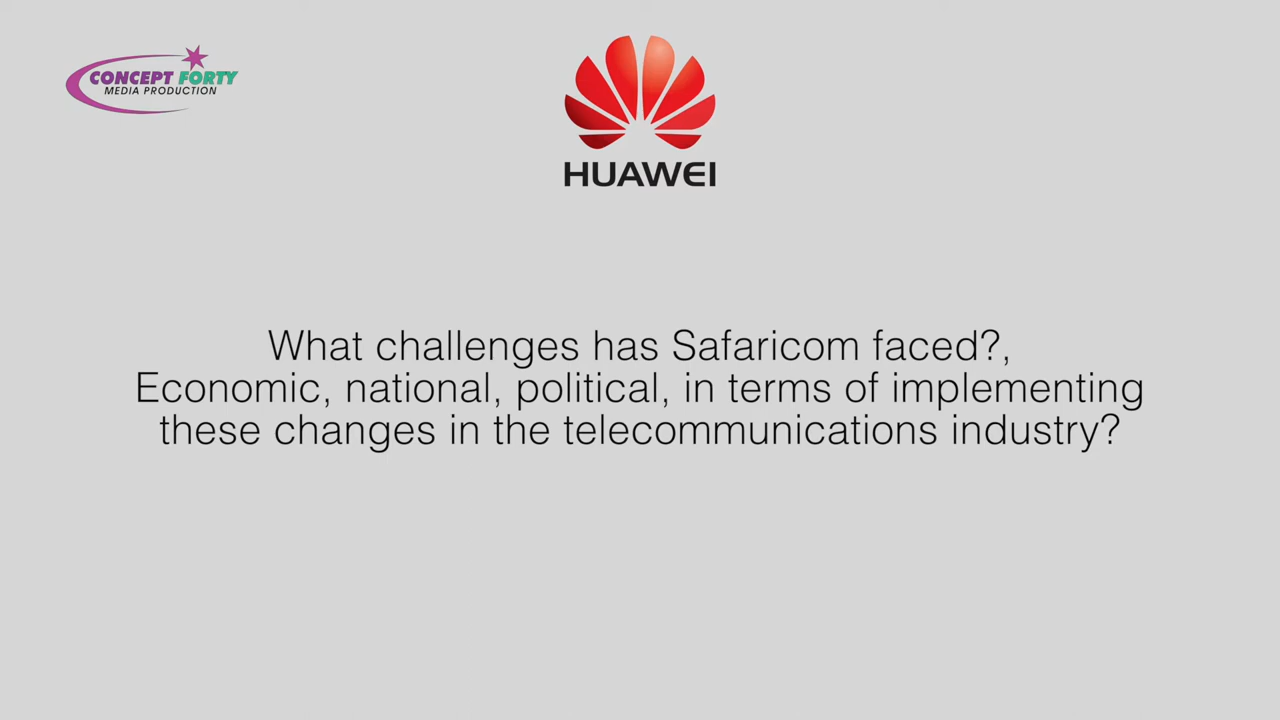 CONCEPT FORTY
MEDIA PRODUCTION
HUAWEI
What challenges has Safaricom faced?,
Economic, national, political, in terms of implementing
these changes in the telecommunications industry?